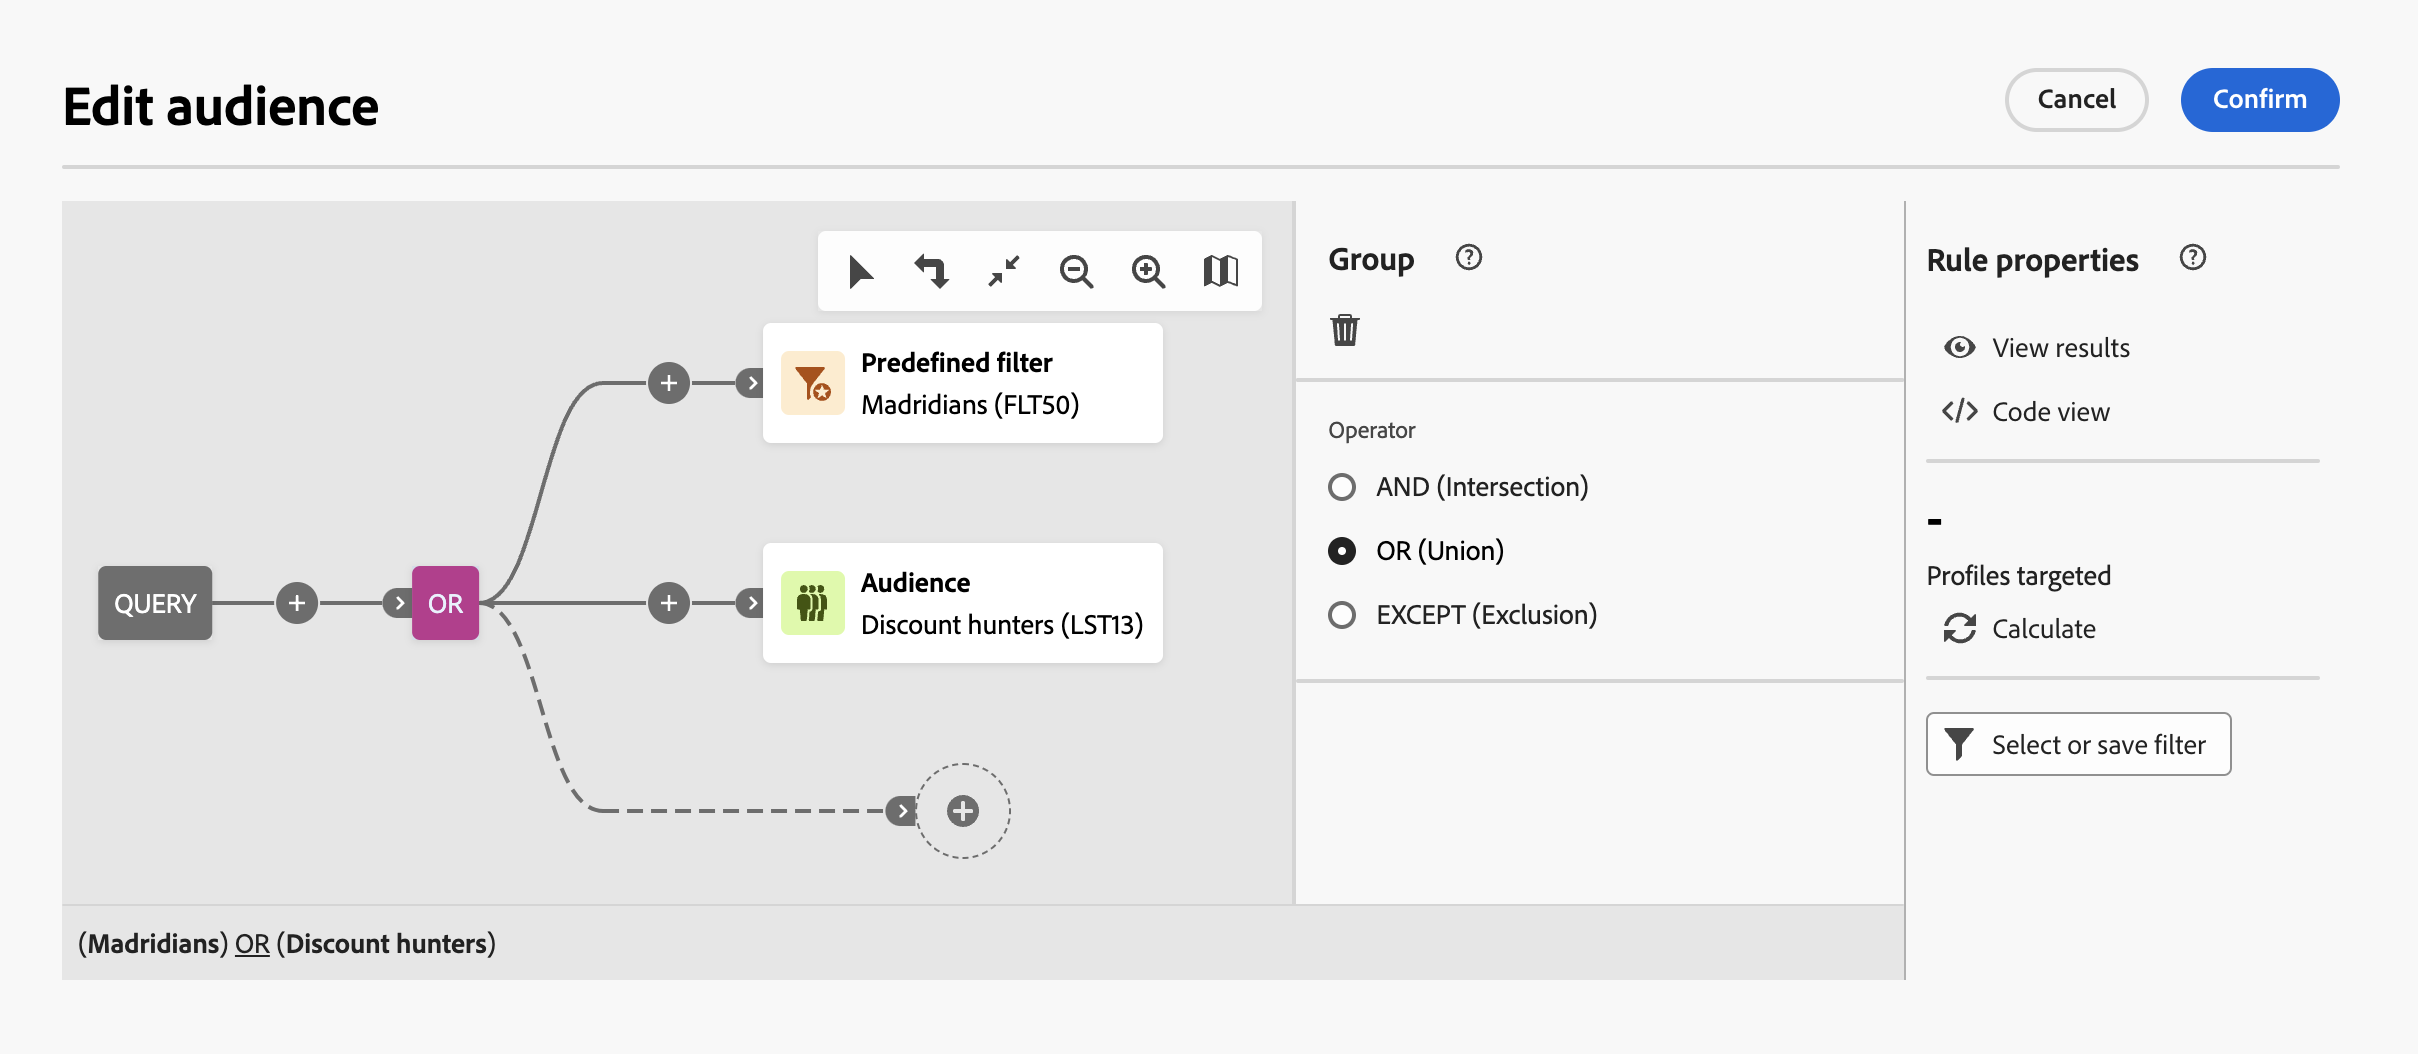 Edit audience
Cancel
Confirm
Predefined filter
Madridians (FLT50)
QUERY
OR
Audience
Discount hunters (LST13)
(Madridians) OR (Discount hunters)
Group
Operator
AND (Intersection)
OR (Union)
EXCEPT (Exclusion)
Rule properties
View results
Code view
-
Profiles targeted
Calculate
Select or save filter